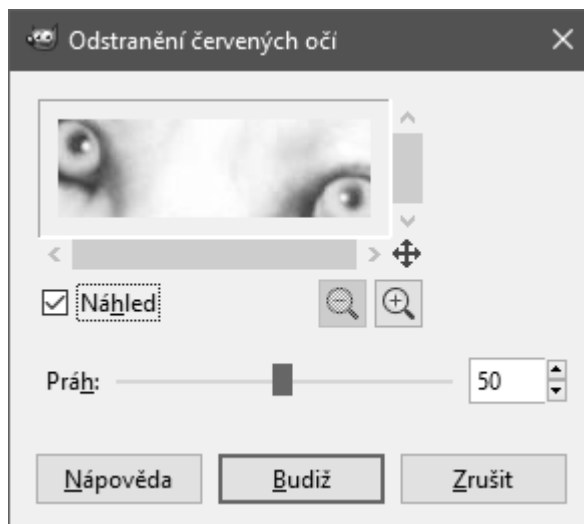 Odstranění červených očí
Náhled
Práh:
50
Nápověda
Budiž
Zrušit